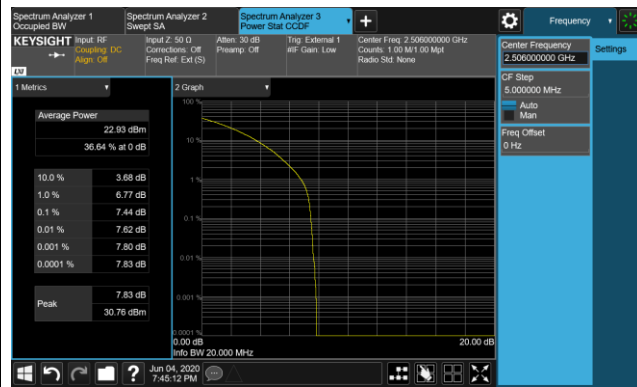 Spectrum Analyzer 1
Occupied BW
Spectrum Analyzer 2
Swept SA
Spectrum Analyzer 3
Power Stat CCDF
Frequency
KEYSIGHT
Input: RF
Coupling: DC
Align: Off
Input Z: 50 Ω
Corrections: Off
Freq Ref: Ext (S)
Atten: 30 dB
Preamp: Off
Trig: External 1
#IF Gain: Low
Center Freq: 2.506000000 GHz
Counts: 1.00 M/1.00 Mpt
Radio Std: None
LXI
Center Frequency
2.506000000 GHz
Settings
CF Step
5.000000 MHz
Auto
Man
Freq Offset
0 Hz
1 Metrics
2 Graph
Average Power
22.93 dBm
36.64 % at 0 dB
10.0 % 3.68 dB
1.0 % 6.77 dB
0.1 % 7.44 dB
0.01 % 7.62 dB
0.001 % 7.80 dB
0.0001 % 7.83 dB
Peak
7.83 dB
30.76 dBm
100 %
10 %
1 %
0.1 %
0.01 %
0.001 %
0.0001 %
0.00 dB
20.00 dB
Info BW 20.000 MHz
Jun 04, 2020
7:45:12 PM